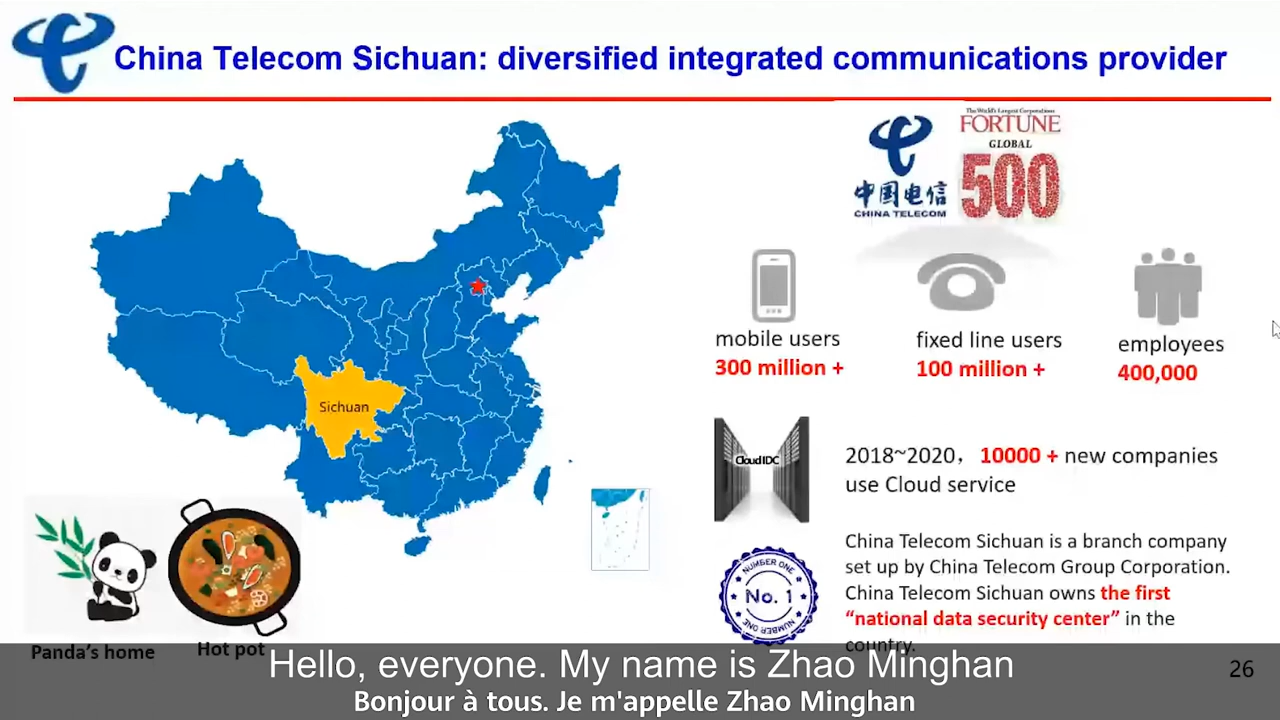 China Telecom Sichuan: diversified integrated communications provider
The World's Largest Corporations
FORTUNE
GLOBAL
500
中国电信
CHINA TELECOM
mobile users
300 million +
fixed line users
100 million +
employees
400,000
Sichuan
Cloud IDC
2018~2020，10000 + new companies
use Cloud service
China Telecom Sichuan is a branch company
set up by China Telecom Group Corporation.
China Telecom Sichuan owns the first
“national data security center” in the
country.
NUMBER ONE
No. 1
NUMBER ONE
Panda’s home
Hot pot
Hello, everyone. My name is Zhao Minghan
Bonjour à tous. Je m'appelle Zhao Minghan
26